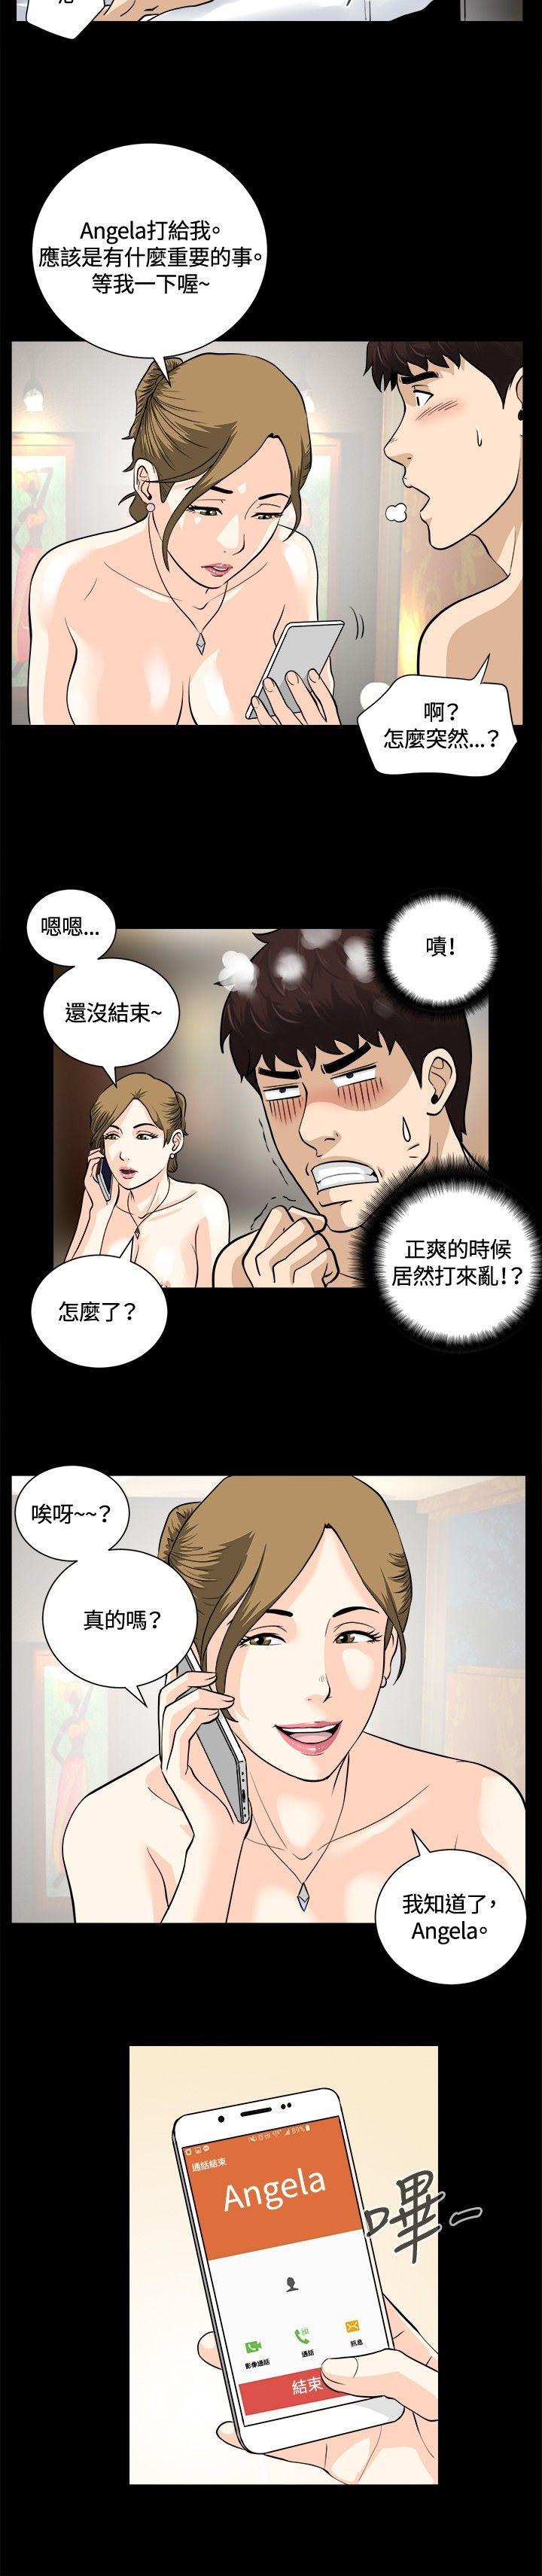 Angela打給我。
應該是有什麼重要的事。
等我一下喔~
啊?
怎麼突然...?
嗯嗯...
嘖!
還沒結束~
正爽的時候
居然打來亂!?
怎麼了?
唉呀~~?
真的嗎?
我知道了,
Angela。
89%
通話結束
Angela
嗶—
影像通話
通話
訊息
結束